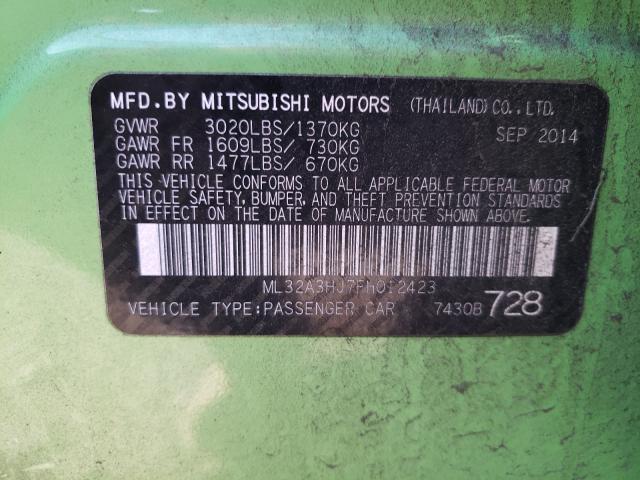 MFD.BY MITSUBISHI MOTORS (THAILAND)CO.,LTD.
GVWR 3020LBS/1370KG SEP 2014
GAWR FR 1609LBS/ 730KG
GAWR RR 1477LBS/ 670KG
THIS VEHICLE CONFORMS TO ALL APPLICABLE FEDERAL MOTOR
VEHICLE SAFETY, BUMPER, AND THEFT PREVENTION STANDARDS
IN EFFECT ON THE DATE OF MANUFACTURE SHOWN ABOVE.
VEHICLE TYPE:PASSENGER CAR 7430B 728